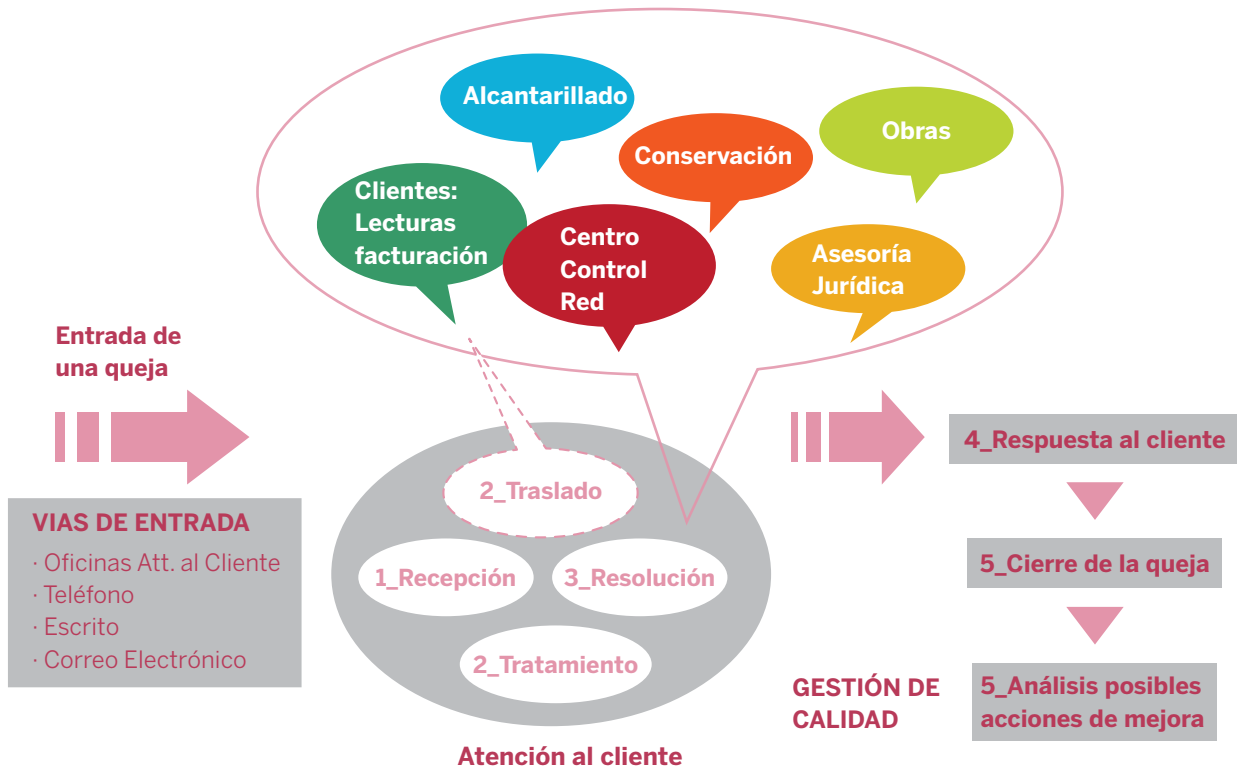 Alcantarillado
Obras
Conservación
Clientes:
Lecturas
facturación
Centro
Control
Red
Asesoría
Jurídica
Entrada de
una queja
VIAS DE ENTRADA
· Oficinas Att. al Cliente
· Teléfono
· Escrito
· Correo Electrónico
2_Traslado
1_Recepción
3_Resolución
2_Tratamiento
Atención al cliente
4_Respuesta al cliente
5_Cierre de la queja
GESTIÓN DE
CALIDAD
5_Análisis posibles
acciones de mejora